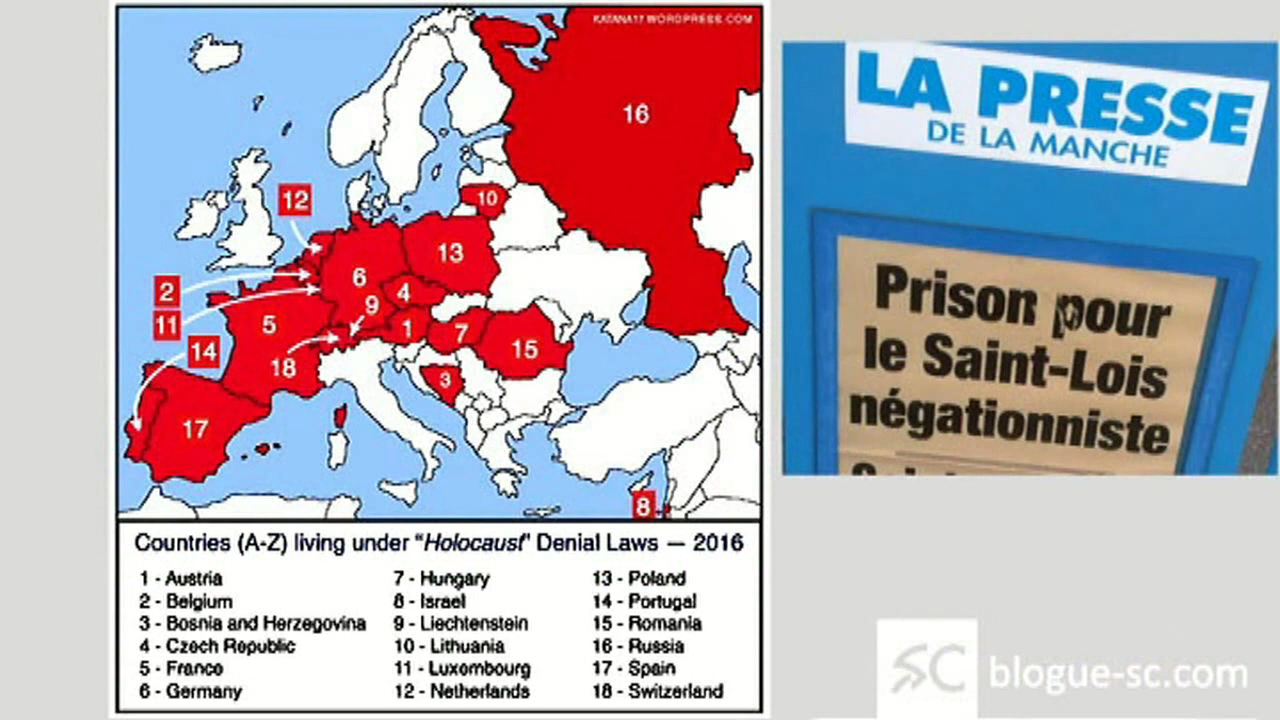 KATANA17.WORDPRESS.COM
16
10
12
13
6
2
4
9
11
5
1
7
14
15
18
3
17
8
Countries (A-Z) living under "Holocaust" Denial Laws — 2016
1 - Austria
2 - Belgium
3 - Bosnia and Herzegovina
4 - Czech Republic
5 - France
6 - Germany
7 - Hungary
8 - Israel
9 - Liechtenstein
10 - Lithuania
11 - Luxembourg
12 - Netherlands
13 - Poland
14 - Portugal
15 - Romania
16 - Russia
17 - Spain
18 - Switzerland
LA PRESSE
DE LA MANCHE
Prison pour
le Saint-Lois
négationniste
SC blogue-sc.com